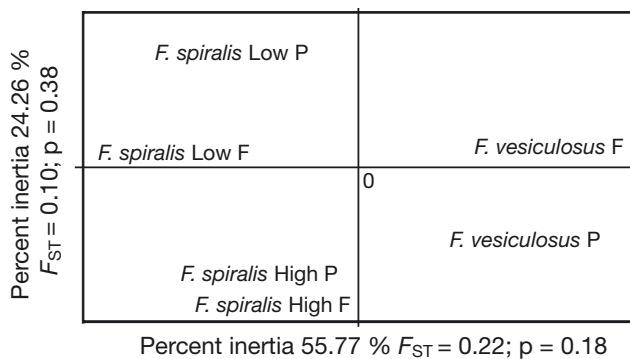 F. spiralis Low P
F. spiralis Low F
F. vesiculosus F
0
F. vesiculosus P
F. spiralis High P
F. spiralis High F
Percent inertia 24.26 %
FST = 0.10; p = 0.38
Percent inertia 55.77 % FST = 0.22; p = 0.18